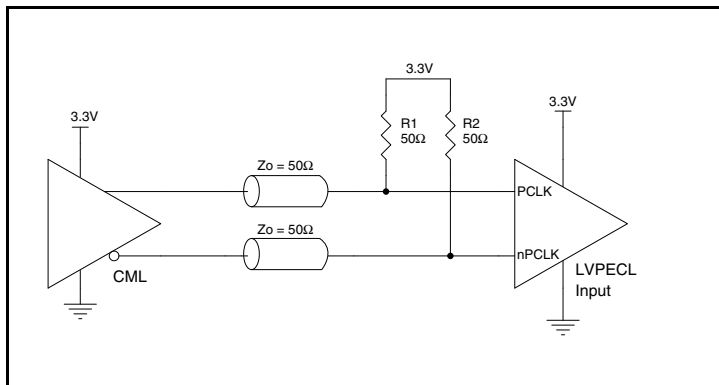 3.3V
3.3V
3.3V
R1
50Ω
R2
50Ω
Zo = 50Ω
PCLK
Zo = 50Ω
nPCLK
CML
LVPECL
Input